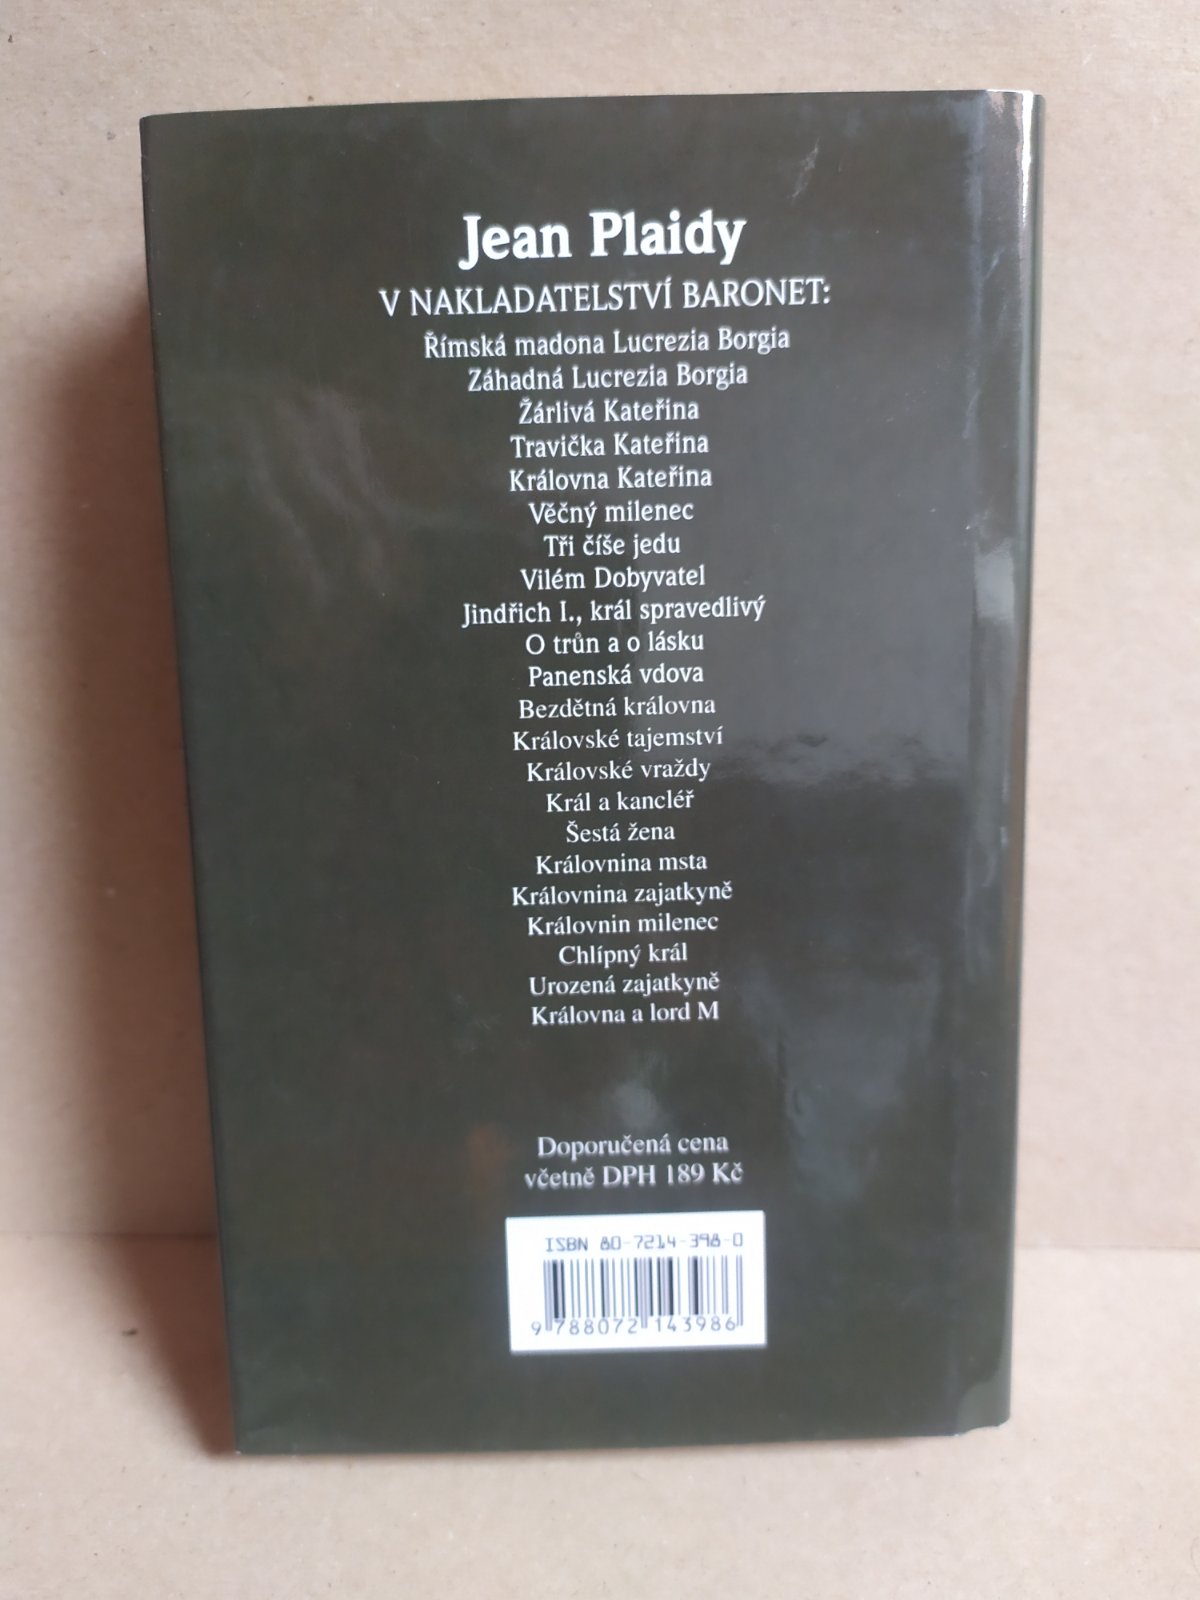 Jean Plaidy
V NAKLADATELSTVÍ BARONET:
Římská madona Lucrezia Borgia
Záhadná Lucrezia Borgia
Žárlivá Kateřina
Travička Kateřina
Královna Kateřina
Věčný milenec
Tři číše jedu
Vilém Dobyvatel
Jindřich I., král spravedlivý
O trůn a o lásku
Panenská vdova
Bezdětná královna
Královské tajemství
Královské vraždy
Král a kancléř
Šestá žena
Královnina msta
Královnina zajatkyně
Královnin milenec
Chlípný král
Urozená zajatkyně
Královna a lord M
Doporučená cena
včetně DPH 189 Kč
ISBN 80-7214-398-0
9 788072 143986